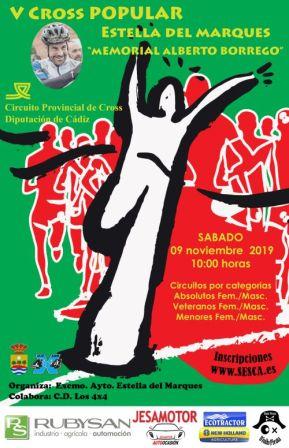 V Cross POPULAR
ESTELLA DEL MARQUES
"MEMORIAL ALBERTO BORREGO"
Circuito Provincial de Cross
Diputación de Cádiz
SABADO
09 noviembre 2019
10:00 horas
Circuitos por categorias
Absolutos Fem./Masc.
Veteranos Fem./Masc.
Menores Fem./Masc.
Inscripciones
www.SESCA.es
Organiza: Excmo. Ayto. Estella del Marques
Colabora: C.D. Los 4x4
RUBYSAN
industria·agrícola·automoción
JESAMOTOR
AUTOOCASIÓN
ECOTRACTOR
NEW HOLLAND
AGRICULTURE